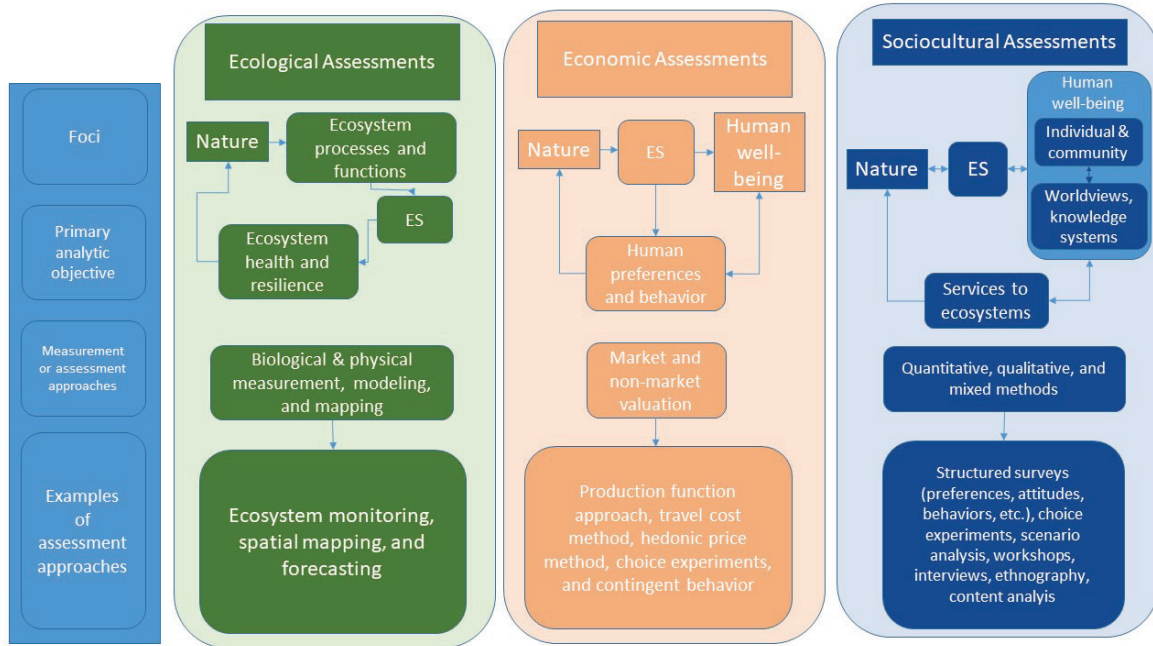 Foci
Primary
analytic
objective
Measurement
or assessment
approaches
Examples
of
assessment
approaches
Ecological Assessments
Nature
Ecosystem
processes and
functions
ES
Ecosystem
health and
resilience
Biological & physical
measurement, modeling,
and mapping
Ecosystem monitoring,
spatial mapping, and
forecasting
Economic Assessments
Nature
ES
Human
well-
being
Human
preferences
and behavior
Market and
non-market
valuation
Production function
approach, travel cost
method, hedonic price
method, choice experiments,
and contingent behavior
Sociocultural Assessments
Human
well-being
Individual &
community
Nature
ES
Worldviews,
knowledge
systems
Services to
ecosystems
Quantitative, qualitative, and
mixed methods
Structured surveys
(preferences, attitudes,
behaviors, etc.), choice
experiments, scenario
analysis, workshops,
interviews, ethnography,
content analyis